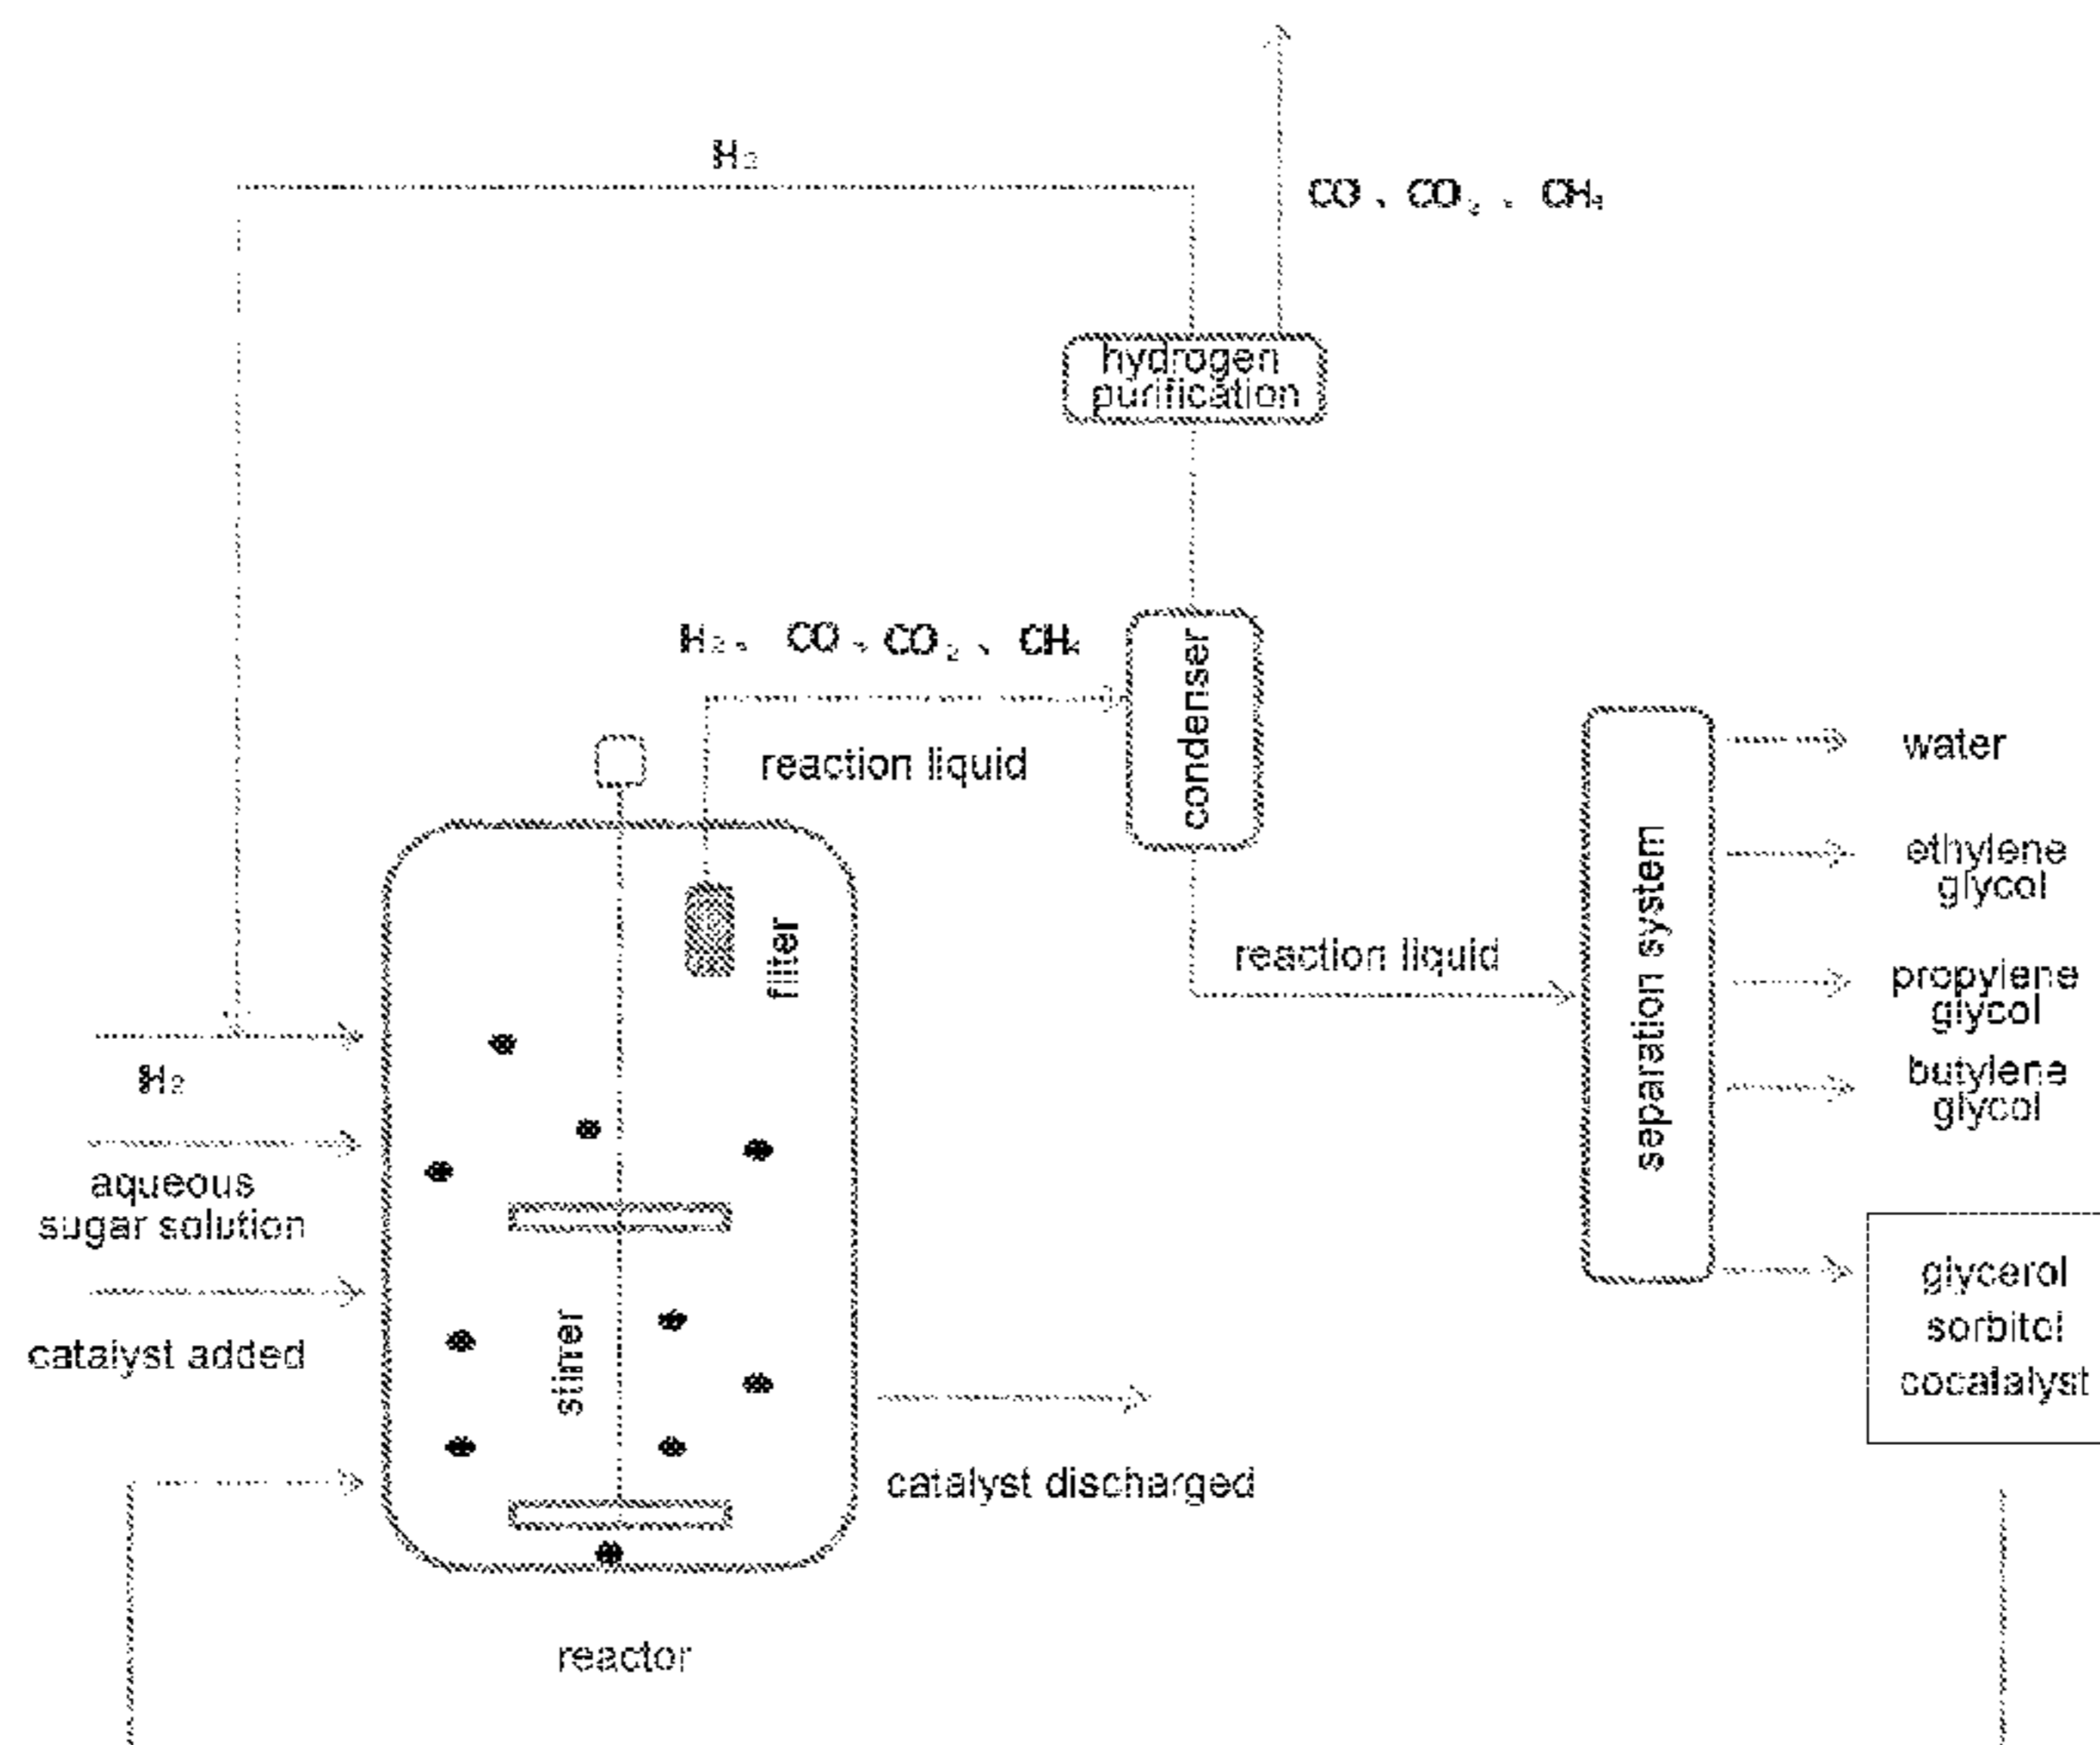 H₂
CO、CO₂、CH₄
hydrogen
purification
H₂、CO、CO₂、CH₄
condenser
reaction liquid
water
ethylene
glycol
filter
reaction liquid
separation system
propylene
glycol
H₂
butylene
glycol
aqueous
sugar solution
glycerol
sorbitol
cocatalyst
catalyst added
stirrer
catalyst discharged
reactor